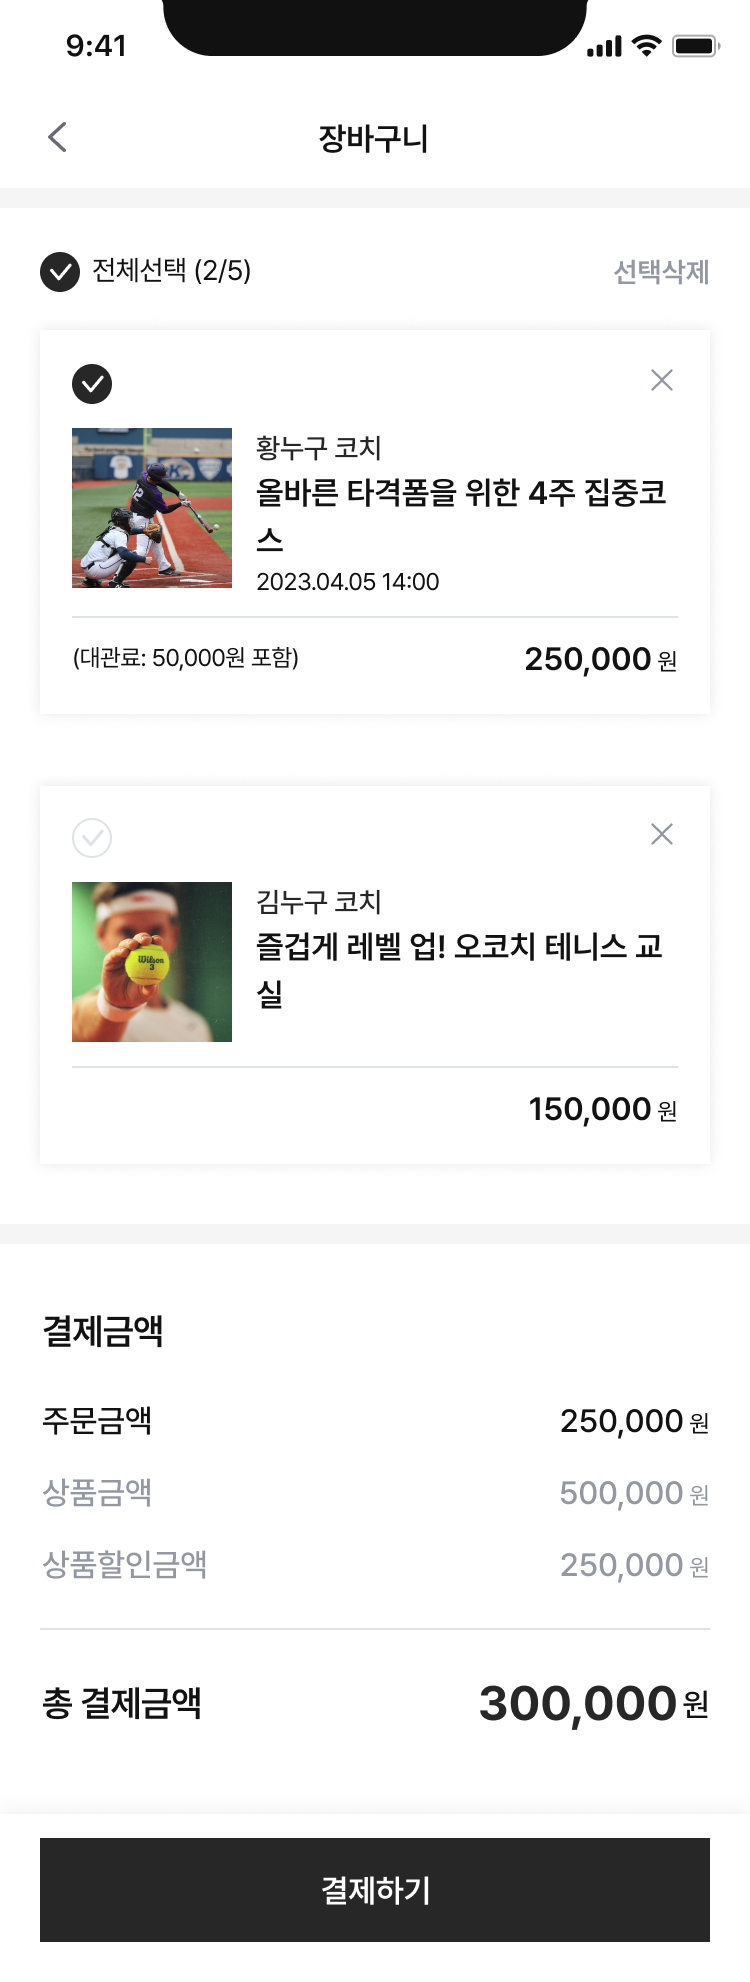 9:41
장바구니
전체선택 (2/5)
선택삭제
황누구 코치
올바른 타격폼을 위한 4주 집중코
스
2023.04.05 14:00
(대관료: 50,000원 포함)
250,000 원
김누구 코치
Wilson
3
즐겁게 레벨 업! 오코치 테니스 교
실
150,000 원
결제금액
주문금액
250,000 원
상품금액
500,000 원
상품할인금액
250,000 원
총 결제금액
300,000 원
결제하기